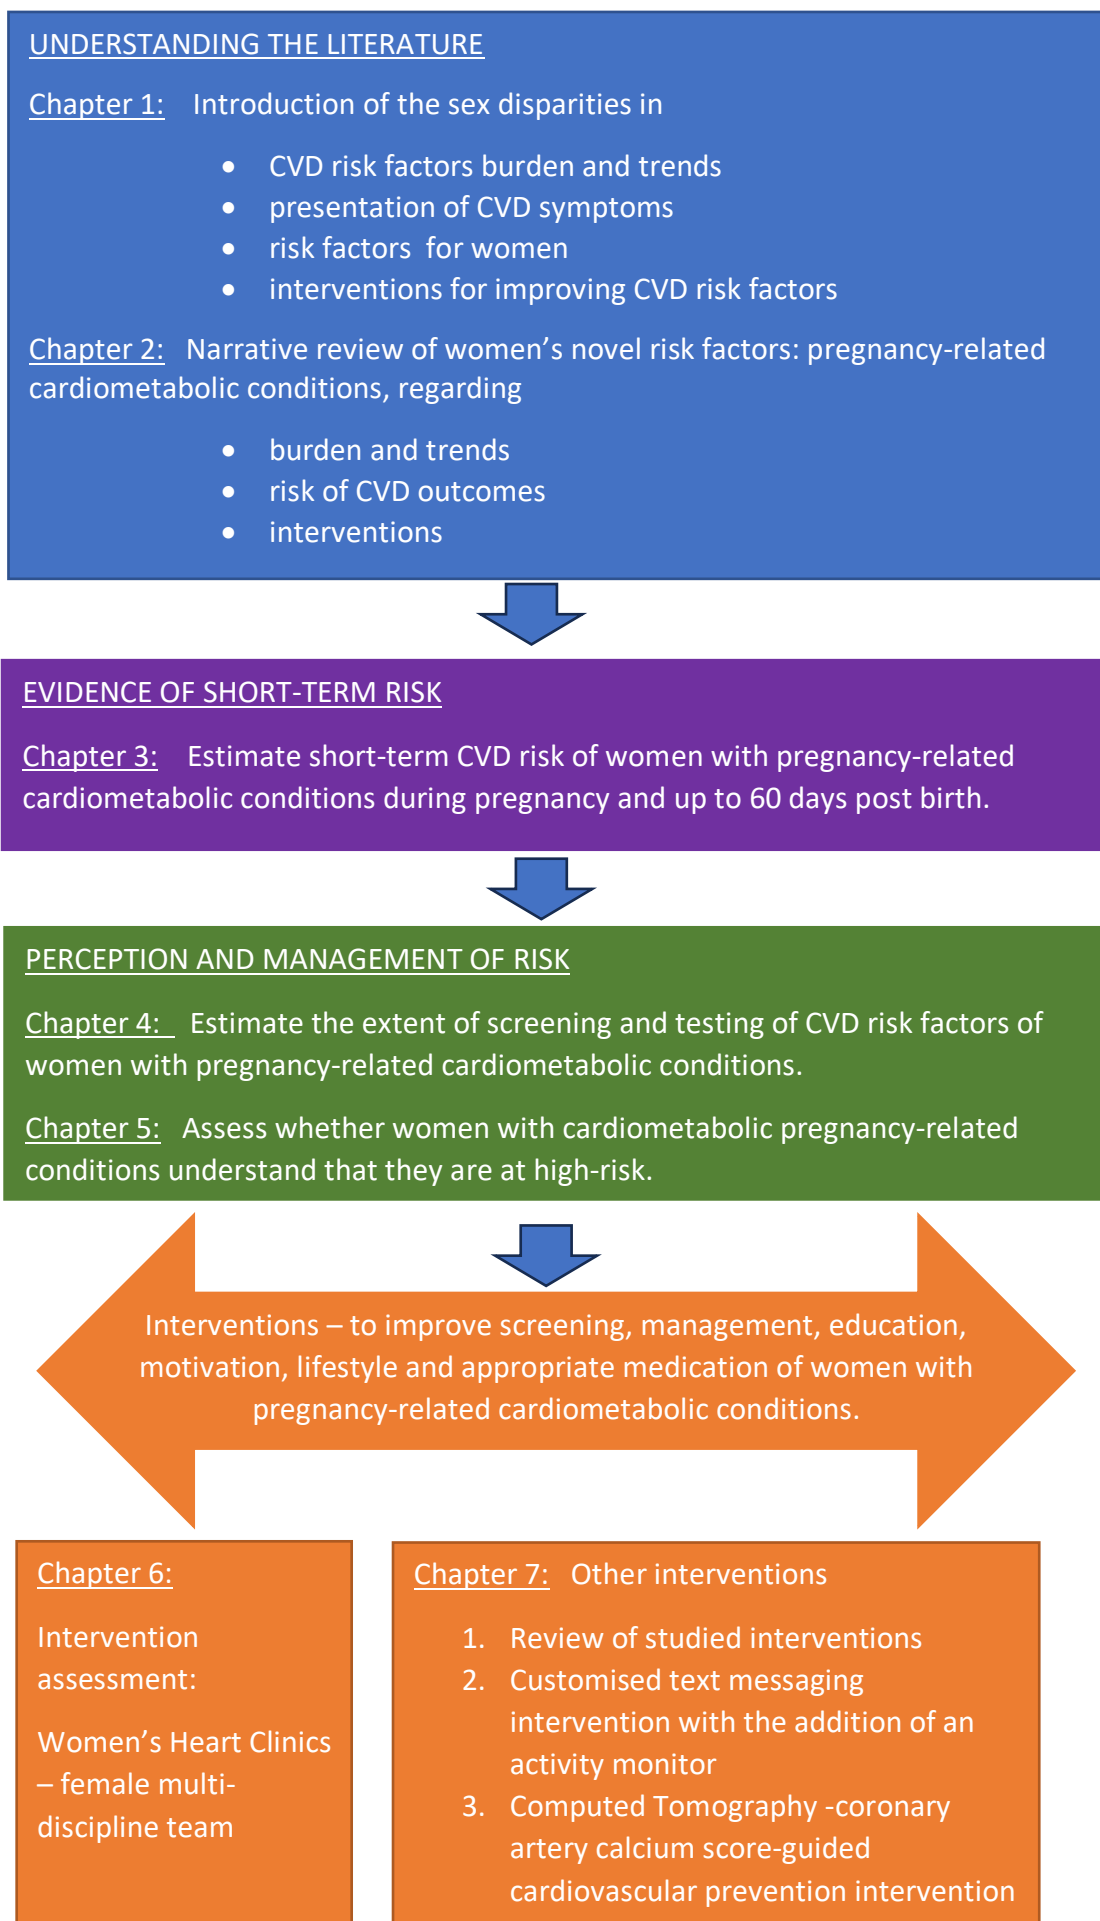 UNDERSTANDING THE LITERATURE
Chapter 1: Introduction of the sex disparities in
• CVD risk factors burden and trends
• presentation of CVD symptoms
• risk factors for women
• interventions for improving CVD risk factors
Chapter 2: Narrative review of women’s novel risk factors: pregnancy-related
cardiometabolic conditions, regarding
• burden and trends
• risk of CVD outcomes
• interventions
EVIDENCE OF SHORT-TERM RISK
Chapter 3: Estimate short-term CVD risk of women with pregnancy-related
cardiometabolic conditions during pregnancy and up to 60 days post birth.
PERCEPTION AND MANAGEMENT OF RISK
Chapter 4: Estimate the extent of screening and testing of CVD risk factors of
women with pregnancy-related cardiometabolic conditions.
Chapter 5: Assess whether women with cardiometabolic pregnancy-related
conditions understand that they are at high-risk.
Interventions – to improve screening, management, education,
motivation, lifestyle and appropriate medication of women with
pregnancy-related cardiometabolic conditions.
Chapter 6:
Intervention
assessment:
Women’s Heart Clinics
– female multi-
discipline team
Chapter 7: Other interventions
1. Review of studied interventions
2. Customised text messaging
intervention with the addition of an
activity monitor
3. Computed Tomography -coronary
artery calcium score-guided
cardiovascular prevention intervention